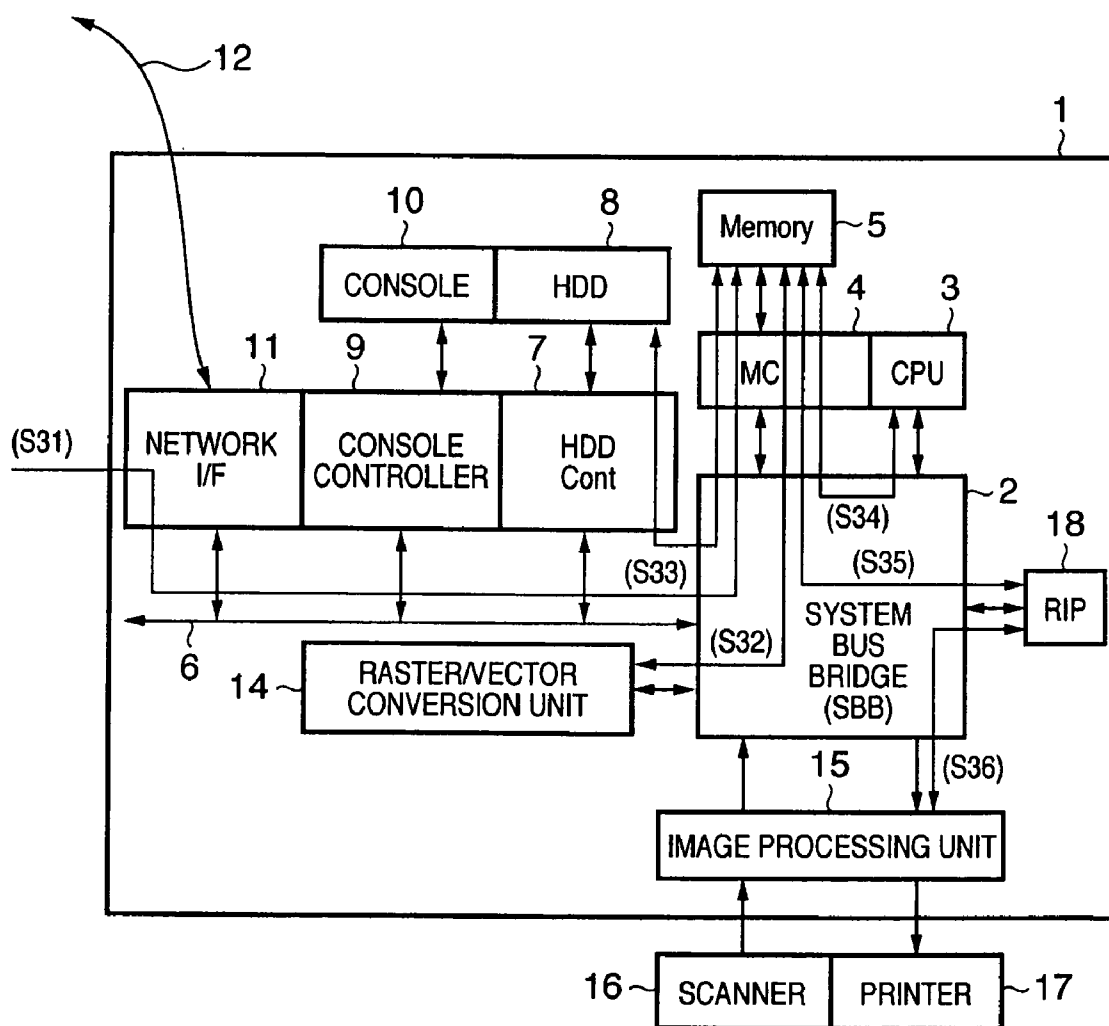 12
1
10
8
Memory
5
CONSOLE
HDD
4
3
11
9
7
MC
CPU
(S31)
NETWORK
I/F
CONSOLE
CONTROLLER
HDD
Cont
2
(S34)
18
(S33)
(S35)
RIP
SYSTEM
BUS
BRIDGE
(SBB)
6
(S32)
14
RASTER/VECTOR
CONVERSION UNIT
15
(S36)
IMAGE PROCESSING UNIT
16
SCANNER
PRINTER
17